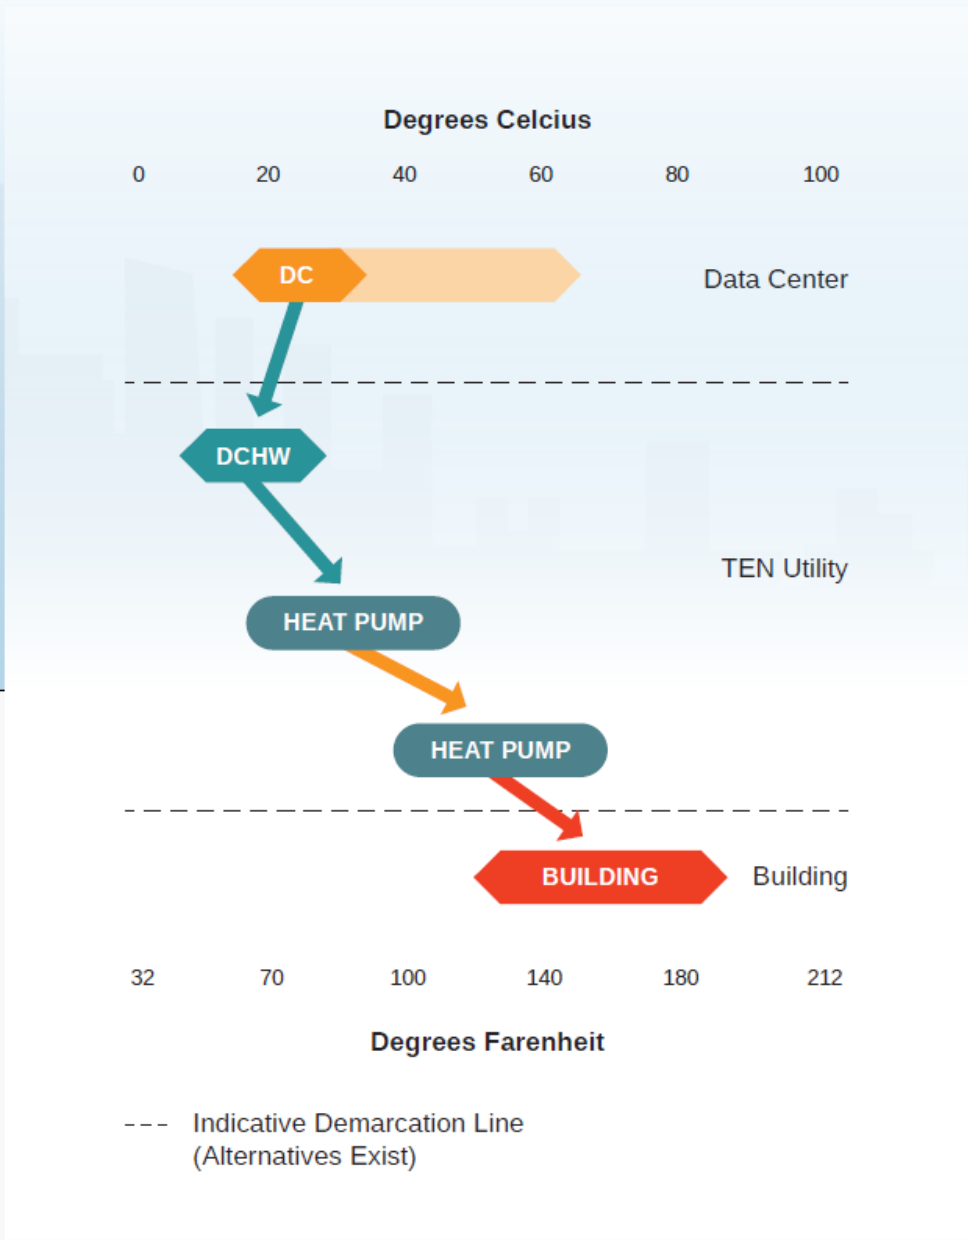 Degrees Celcius
0 20 40 60 80 100
DC
Data Center
DCHW
TEN Utility
HEAT PUMP
HEAT PUMP
BUILDING
Building
32 70 100 140 180 212
Degrees Farenheit
Indicative Demarcation Line
(Alternatives Exist)